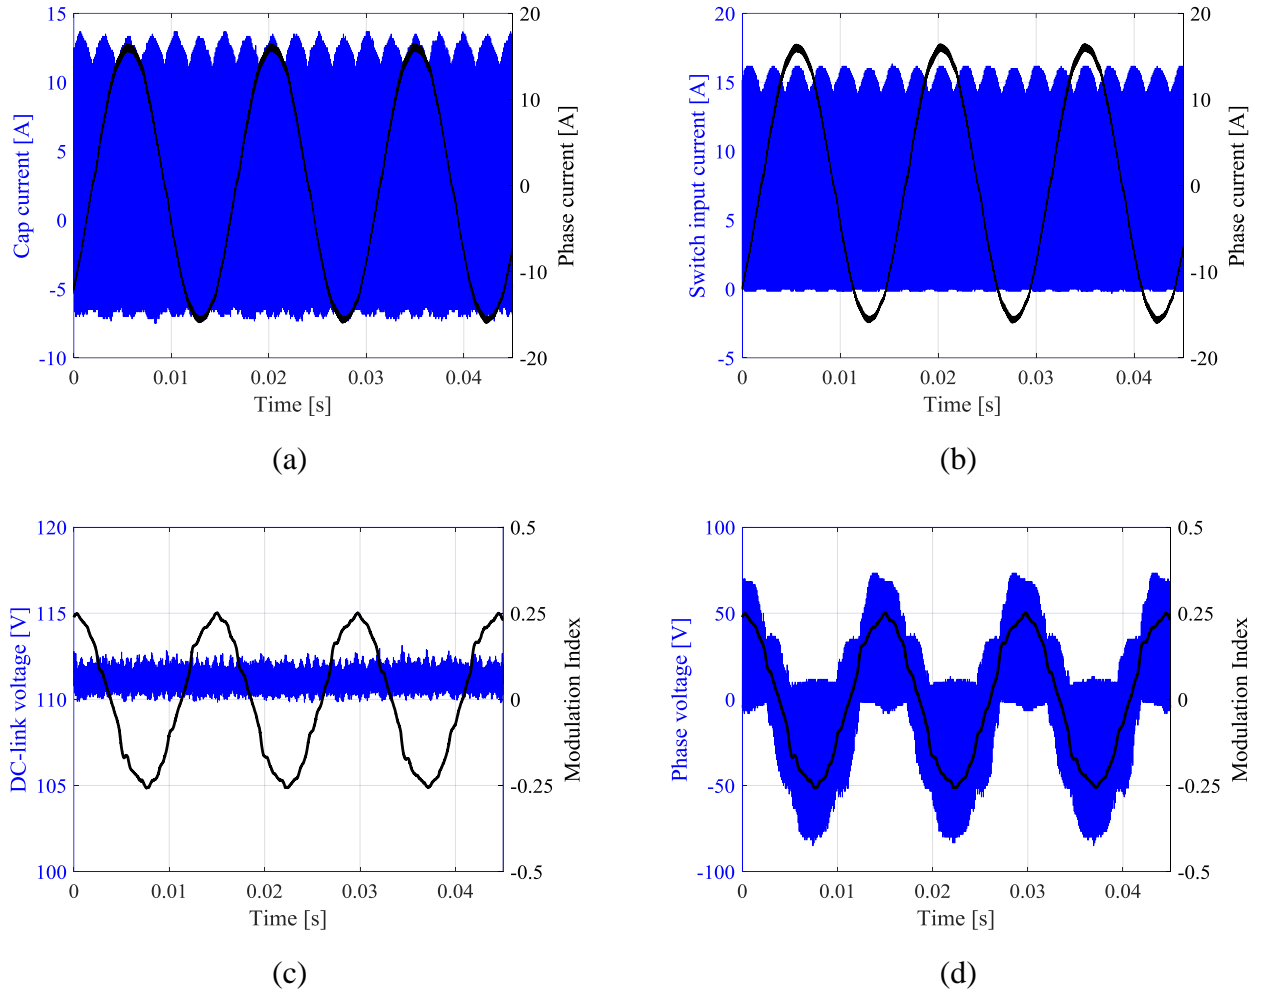 15
10
5
0
-5
-10
Cap current [A]
20
10
0
-10
-20
Phase current [A]
0 0.01 0.02 0.03 0.04
Time [s]
(a)
20
15
10
5
0
-5
Switch input current [A]
20
10
0
-10
-20
Phase current [A]
0 0.01 0.02 0.03 0.04
Time [s]
(b)
120
115
110
105
100
DC-link voltage [V]
0.5
0.25
0
-0.25
-0.5
Modulation Index
0 0.01 0.02 0.03 0.04
Time [s]
(c)
100
50
0
-50
-100
Phase voltage [V]
0.5
0.25
0
-0.25
-0.5
Modulation Index
0 0.01 0.02 0.03 0.04
Time [s]
(d)